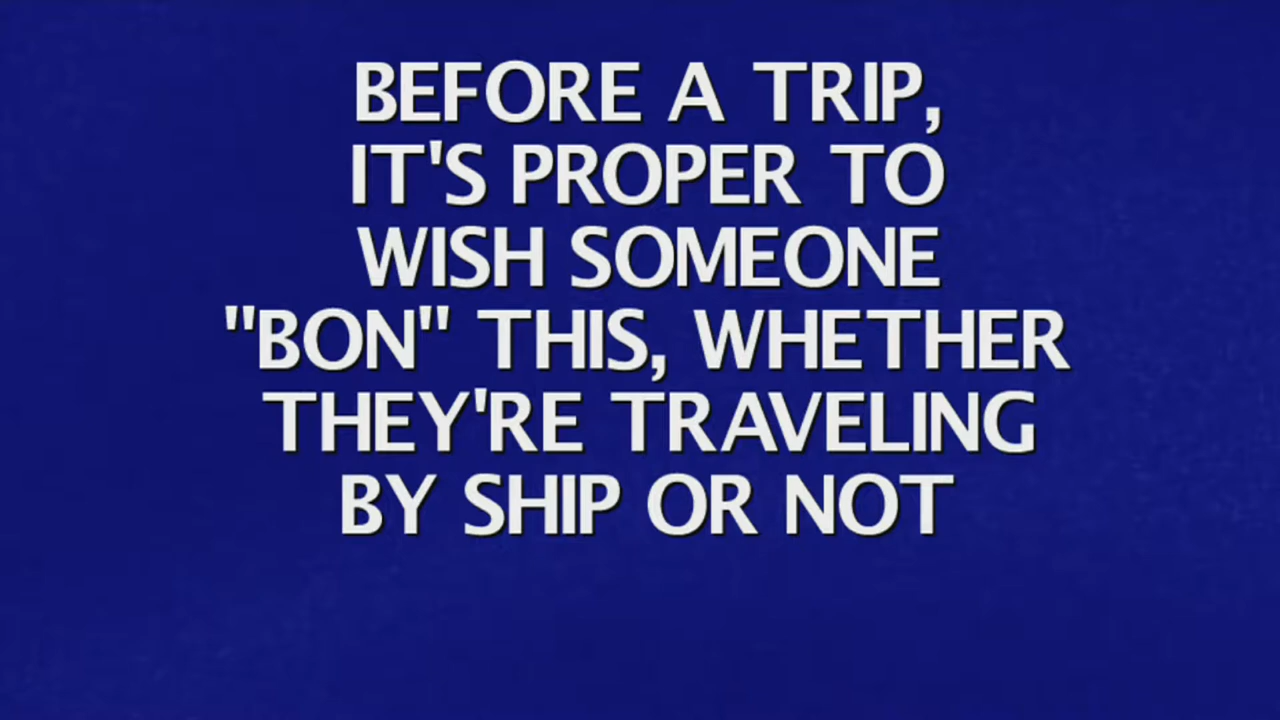 BEFORE A TRIP,
IT'S PROPER TO
WISH SOMEONE
"BON" THIS, WHETHER
THEY'RE TRAVELING
BY SHIP OR NOT